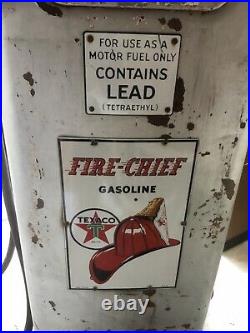 FOR USE AS A
MOTOR FUEL ONLY
CONTAINS
LEAD
(TETRAETHYL)
FIRE-CHIEF
GASOLINE
TEXACO
T